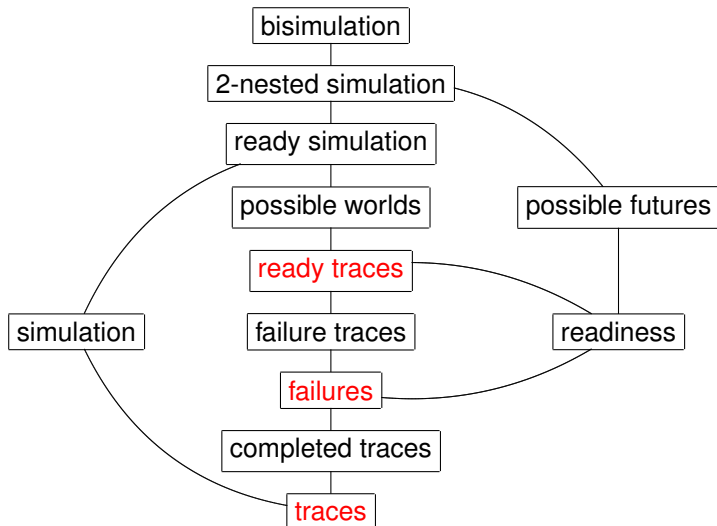 bisimulation
2-nested simulation
ready simulation
possible worlds
possible futures
ready traces
simulation
failure traces
readiness
failures
completed traces
traces